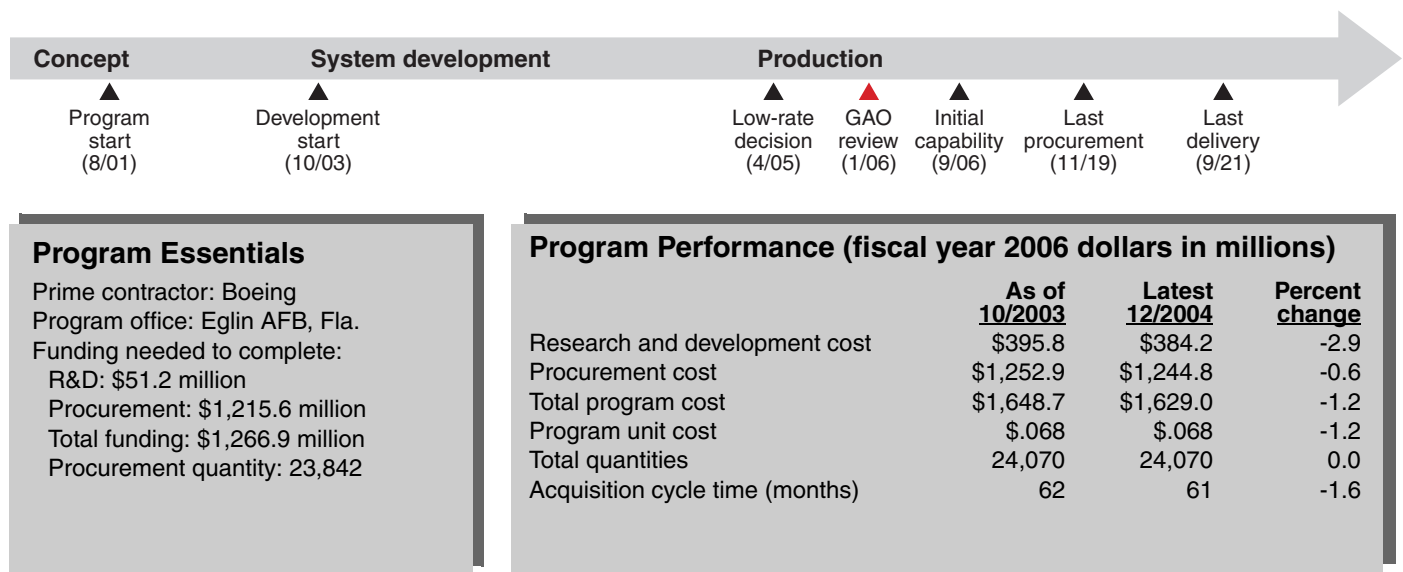 Concept System development Production
Program start (8/01)
Development start (10/03)
Low-rate decision (4/05)
GAO review (1/06)
Initial capability (9/06)
Last procurement (11/19)
Last delivery (9/21)
Program Essentials
Prime contractor: Boeing
Program office: Eglin AFB, Fla.
Funding needed to complete:
R&D: $51.2 million
Procurement: $1,215.6 million
Total funding: $1,266.9 million
Procurement quantity: 23,842
Program Performance (fiscal year 2006 dollars in millions)
As of Latest Percent
10/2003 12/2004 change
Research and development cost $395.8 $384.2 -2.9
Procurement cost $1,252.9 $1,244.8 -0.6
Total program cost $1,648.7 $1,629.0 -1.2
Program unit cost $.068 $.068 -1.2
Total quantities 24,070 24,070 0.0
Acquisition cycle time (months) 62 61 -1.6